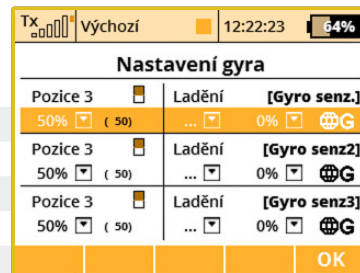 Tx Výchozí 12:22:23 64%
Nastavení gyra
Pozice 3 Ladění [Gyro senz.]
50% ( 50) ... 0% G
Pozice 3 Ladění [Gyro senz2]
50% ( 50) ... 0% G
Pozice 3 Ladění [Gyro senz3]
50% ( 50) ... 0% G
OK